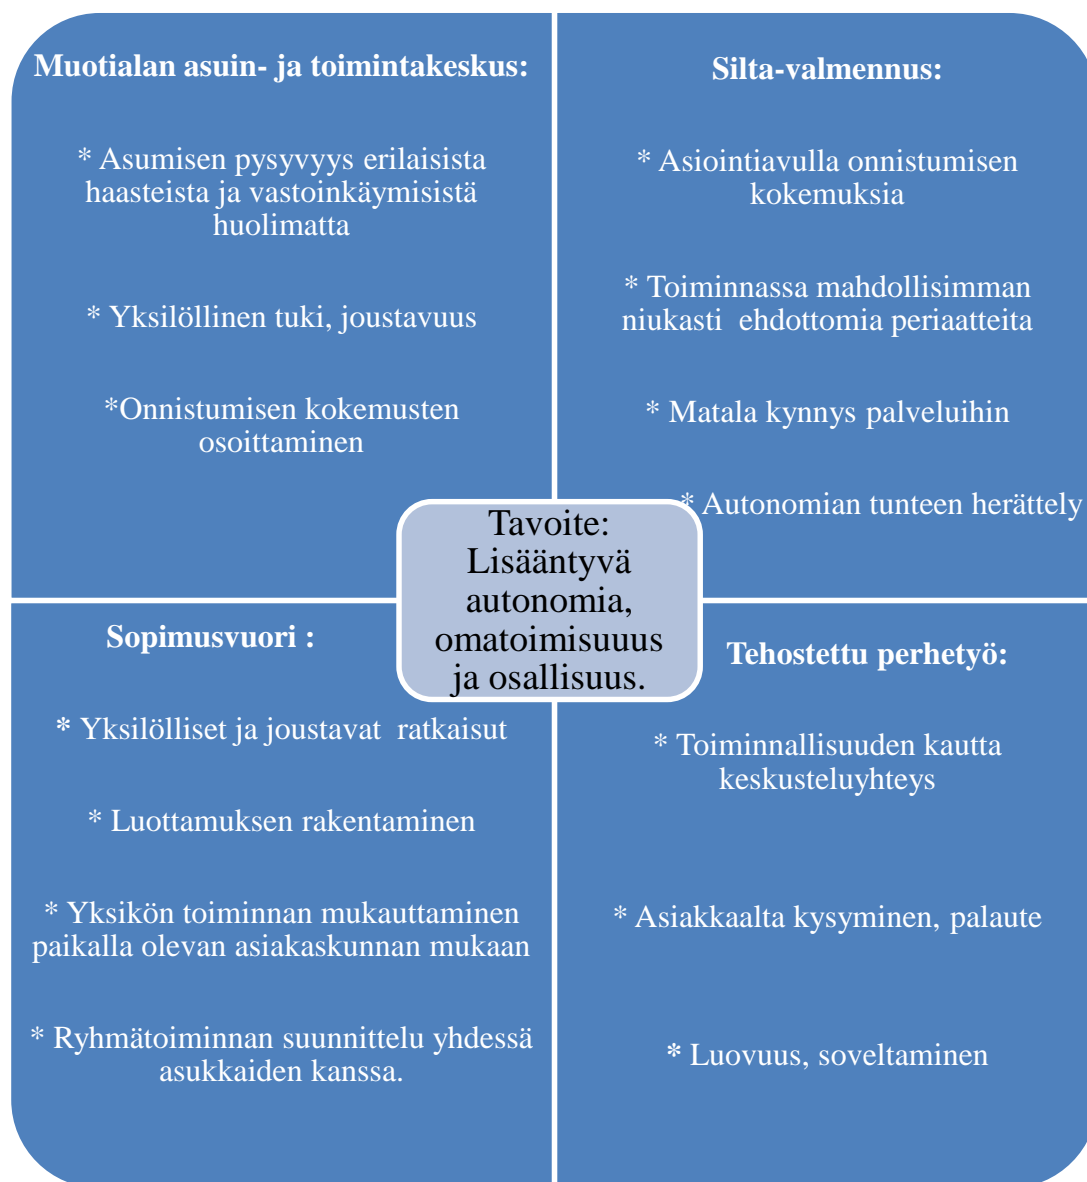 Muotialan asuin- ja toimintakeskus:
* Asumisen pysyvyys erilaisista
haasteista ja vastoinkäymisistä
huolimatta
* Yksilöllinen tuki, joustavuus
*Onnistumisen kokemusten
osoittaminen
Silta-valmennus:
* Asiointiavulla onnistumisen
kokemuksia
* Toiminnassa mahdollisimman
niukasti  ehdottomia periaatteita
* Matala kynnys palveluihin
* Autonomian tunteen herättely
Tavoite:
Lisääntyvä
autonomia,
omatoimisuuus
ja osallisuus.
Sopimusvuori :
* Yksilölliset ja joustavat  ratkaisut
* Luottamuksen rakentaminen
* Yksikön toiminnan mukauttaminen
paikalla olevan asiakaskunnan mukaan
* Ryhmätoiminnan suunnittelu yhdessä
asukkaiden kanssa.
Tehostettu perhetyö:
* Toiminnallisuuden kautta
keskusteluyhteys
* Asiakkaalta kysyminen, palaute
* Luovuus, soveltaminen